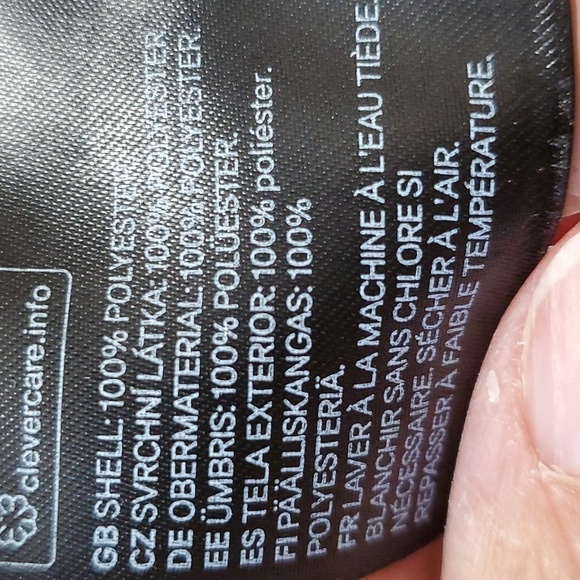 clevercare.info
GB SHELL: 100% POLYESTER
CZ SVRCHNÍ LÁTKA: 100% POLYESTER
DE OBERMATERIAL: 100% POLYESTER
EE ÜMBRIS: 100% POLÜESTER.
ES TELA EXTERIOR: 100% poliéster.
FI PÄÄLLISKANGAS: 100%
POLYESTERIÄ.
FR LAVER À LA MACHINE À L'EAU TIÈDE.
BLANCHIR SANS CHLORE SI
NÉCESSAIRE. SÉCHER À L'AIR.
REPASSER À FAIBLE TEMPÉRATURE.